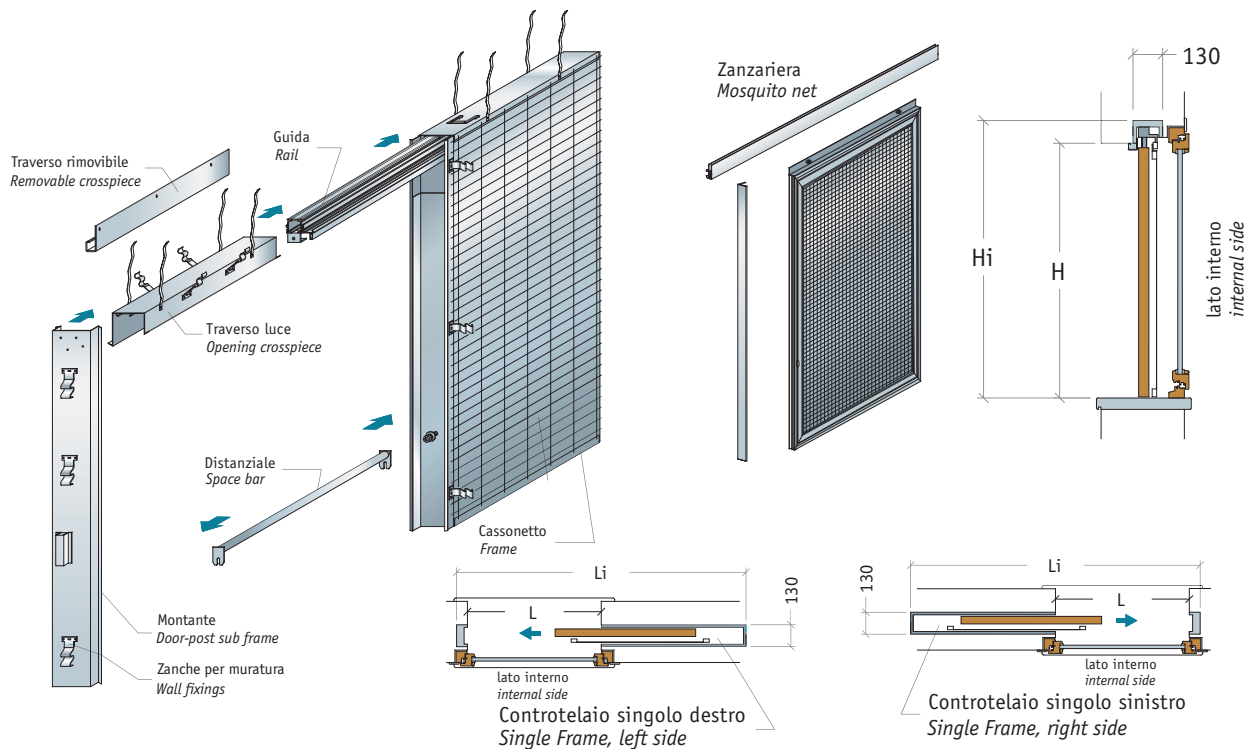 Traverso rimovibile
Removable crosspiece
Guida
Rail
Zanzariera
Mosquito net
130
Hi
H
lato interno
internal side
Traverso luce
Opening crosspiece
Distanziale
Space bar
Cassonetto
Frame
Montante
Door-post sub frame
Zanche per muratura
Wall fixings
Li
L
130
lato interno
internal side
Controtelaio singolo destro
Single Frame, left side
Li
130
L
lato interno
internal side
Controtelaio singolo sinistro
Single Frame, right side